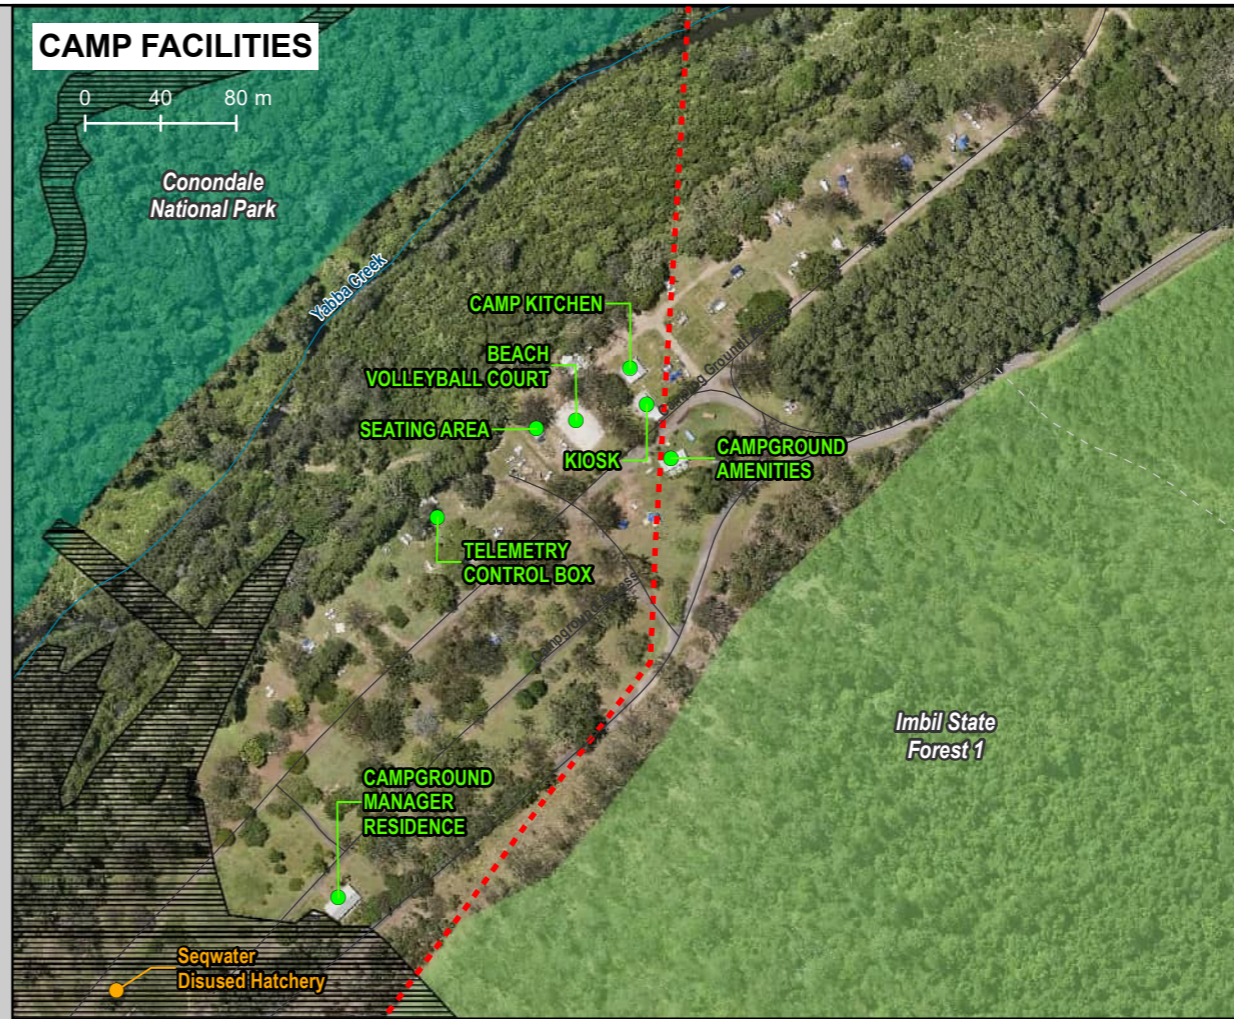 CAMP FACILITIES
0 40 80 m
Conondale
National Park
Yabba Creek
CAMP KITCHEN
BEACH
VOLLEYBALL COURT
SEATING AREA
KIOSK
CAMPGROUND
AMENITIES
TELEMETRY
CONTROL BOX
Imbil State
Forest 1
CAMPGROUND
MANAGER
RESIDENCE
Seqwater
Disused Hatchery